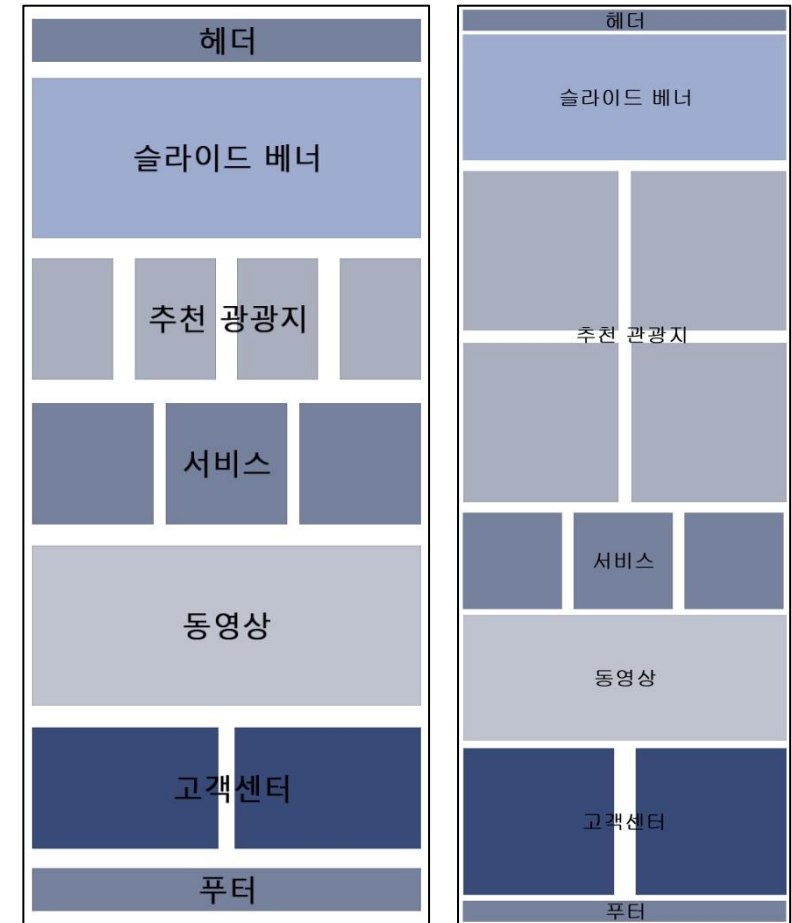 헤더
슬라이드 베너
추천 광광지
서비스
동영상
고객센터
푸터
헤더
슬라이드 베너
추천 관광지
서비스
동영상
고객센터
푸터